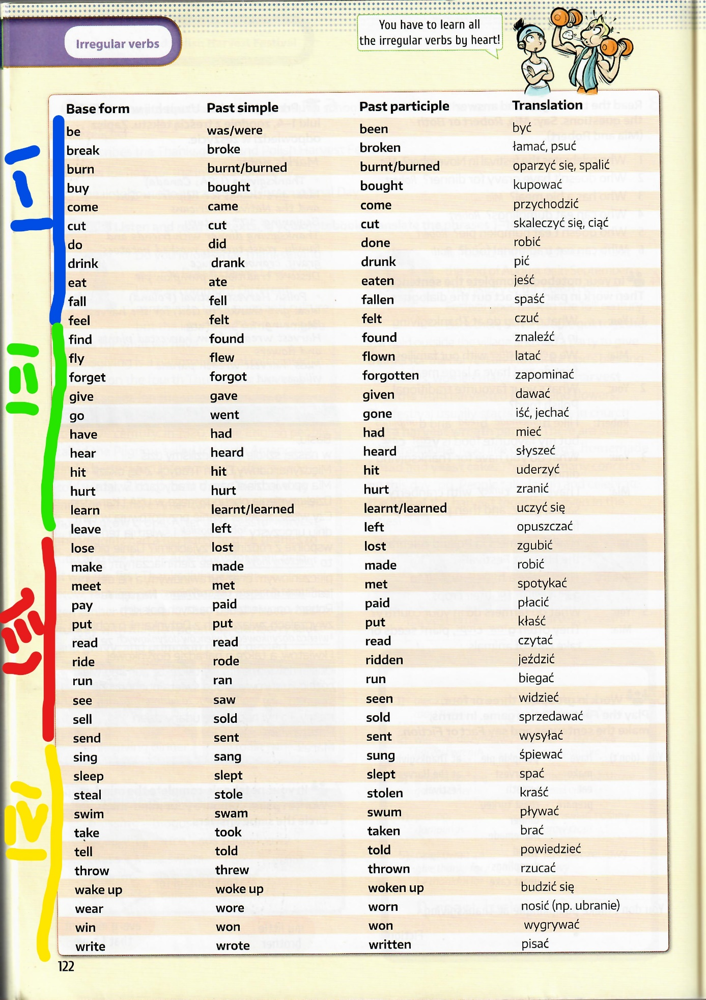 Irregular verbs
You have to learn all
the irregular verbs by heart!
Base form Past simple Past participle Translation
be was/were been być
break broke broken łamać, psuć
burn burnt/burned burnt/burned oparzyć się, spalić
buy bought bought kupować
come came come przychodzić
cut cut cut skaleczyć się, ciąć
do did done robić
drink drank drunk pić
eat ate eaten jeść
fall fell fallen spaść
feel felt felt czuć
find found found znaleźć
fly flew flown latać
forget forgot forgotten zapominać
give gave given dawać
go went gone iść, jechać
have had had mieć
hear heard heard słyszeć
hit hit hit uderzyć
hurt hurt hurt zranić
learn learnt/learned learnt/learned uczyć się
leave left left opuszczać
lose lost lost zgubić
make made made robić
meet met met spotykać
pay paid paid płacić
put put put kłaść
read read read czytać
ride rode ridden jeździć
run ran run biegać
see saw seen widzieć
sell sold sold sprzedawać
send sent sent wysyłać
sing sang sung śpiewać
sleep slept slept spać
steal stole stolen kraść
swim swam swum pływać
take took taken brać
tell told told powiedzieć
throw threw thrown rzucać
wake up woke up woken up budzić się
wear wore worn nosić (np. ubranie)
win won won wygrywać
write wrote written pisać
122
I
II
III
IV